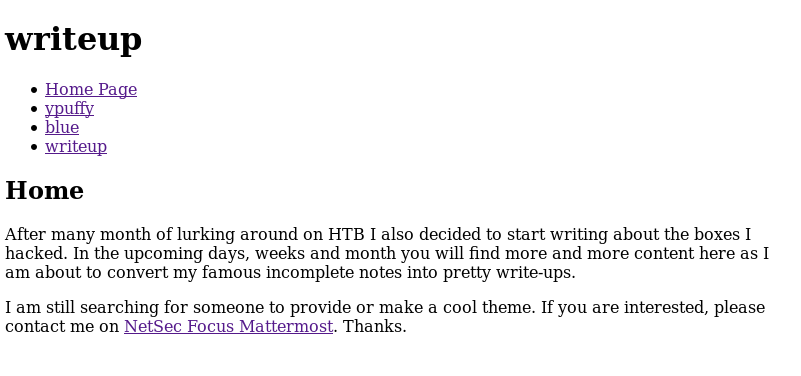 writeup
Home Page
ypuffy
blue
writeup
Home
After many month of lurking around on HTB I also decided to start writing about the boxes I
hacked. In the upcoming days, weeks and month you will find more and more content here as I
am about to convert my famous incomplete notes into pretty write-ups.
I am still searching for someone to provide or make a cool theme. If you are interested, please
contact me on NetSec Focus Mattermost. Thanks.